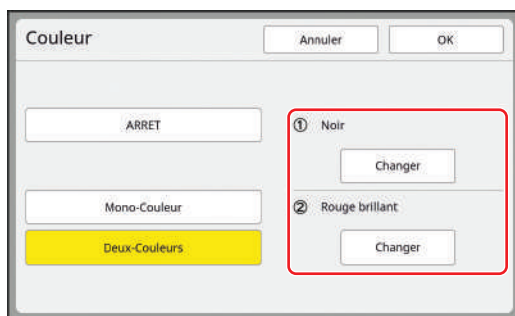 Couleur
Annuler
OK
ARRET
① Noir
Changer
Mono-Couleur
② Rouge brillant
Deux-Couleurs
Changer